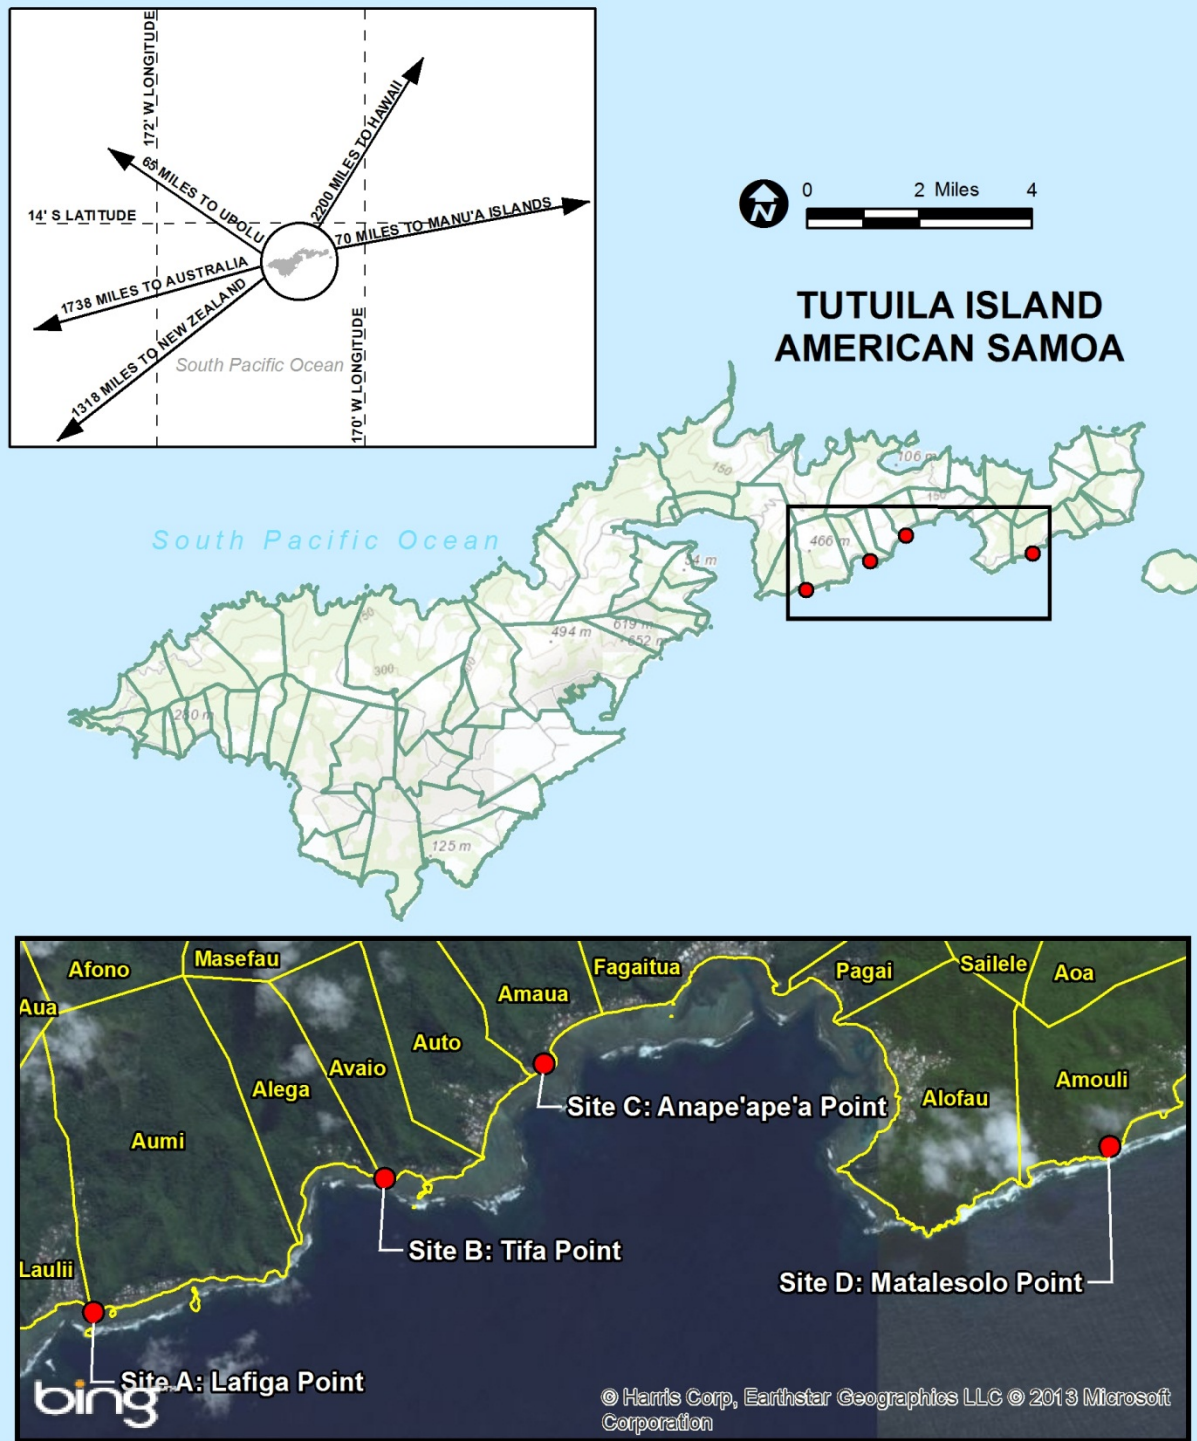 172' W LONGITUDE
2200 MILES TO HAWAII
65 MILES TO UPOLU
14' S LATITUDE
70 MILES TO MANU'A ISLANDS
1738 MILES TO AUSTRALIA
1318 MILES TO NEW ZEALAND
South Pacific Ocean
170' W LONGITUDE
N
0 2 Miles 4
TUTUILA ISLAND
AMERICAN SAMOA
South Pacific Ocean
150
106 m
150
466 m
54 m
150
494 m
619 m
652 m
300
280 m
125 m
Afono
Masefau
Fagaitua
Pagai
Sailele
Aoa
Aua
Amaua
Auto
Avaio
Alega
Amouli
Alofau
Site C: Anape'ape'a Point
Aumi
Site B: Tifa Point
Laulii
Site D: Matalesolo Point
Site A: Lafiga Point
bing
© Harris Corp, Earthstar Geographics LLC © 2013 Microsoft
Corporation